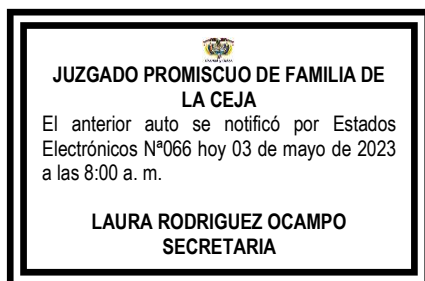 JUZGADO PROMISCUO DE FAMILIA DE
LA CEJA
El anterior auto se notificó por Estados
Electrónicos Nª066 hoy 03 de mayo de 2023
a las 8:00 a. m.
LAURA RODRIGUEZ OCAMPO
SECRETARIA